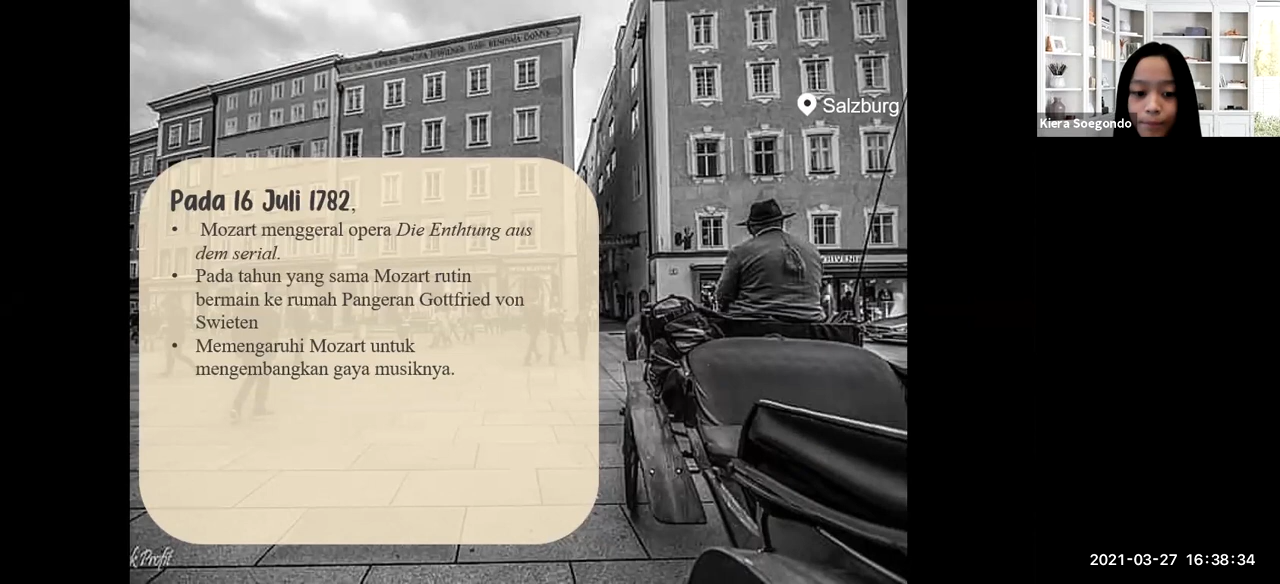 Salzburg
Kiera Soegondo
Pada 16 Juli 1782,
• Mozart menggeral opera Die Enthtung aus
dem serial.
• Pada tahun yang sama Mozart rutin
bermain ke rumah Pangeran Gottfried von
Swieten
• Memengaruhi Mozart untuk
mengembangkan gaya musiknya.
k Profit
2021-03-27 16:38:34